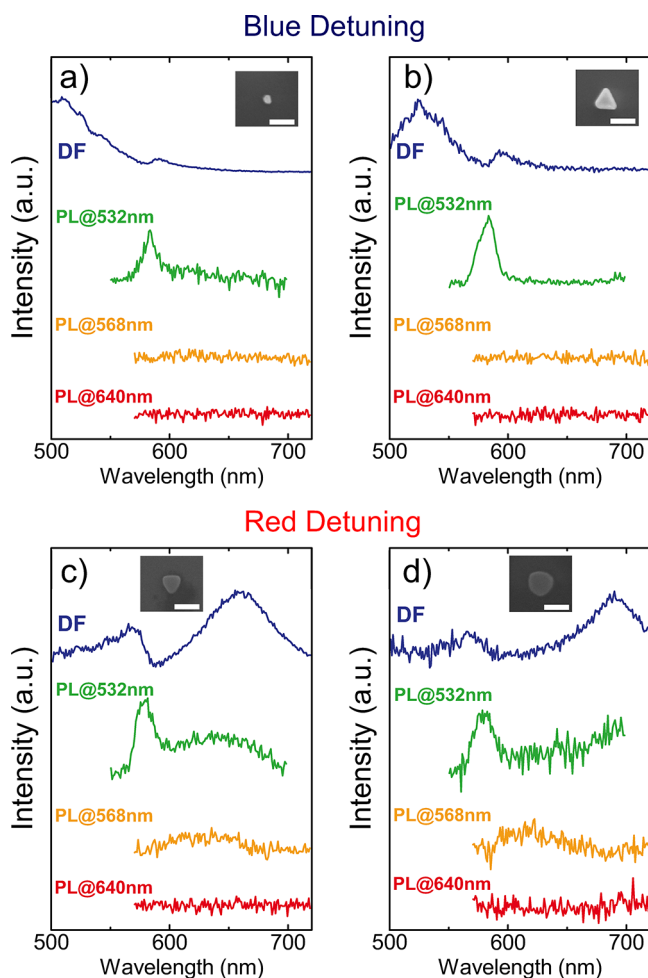 Blue Detuning
a)
b)
DF
DF
PL@532nm
PL@532nm
PL@568nm
PL@568nm
PL@640nm
PL@640nm
Intensity (a.u.)
Intensity (a.u.)
500 600 700
500 600 700
Wavelength (nm)
Wavelength (nm)
Red Detuning
c)
d)
DF
DF
PL@532nm
PL@532nm
PL@568nm
PL@568nm
PL@640nm
PL@640nm
Intensity (a.u.)
Intensity (a.u.)
500 600 700
500 600 700
Wavelength (nm)
Wavelength (nm)